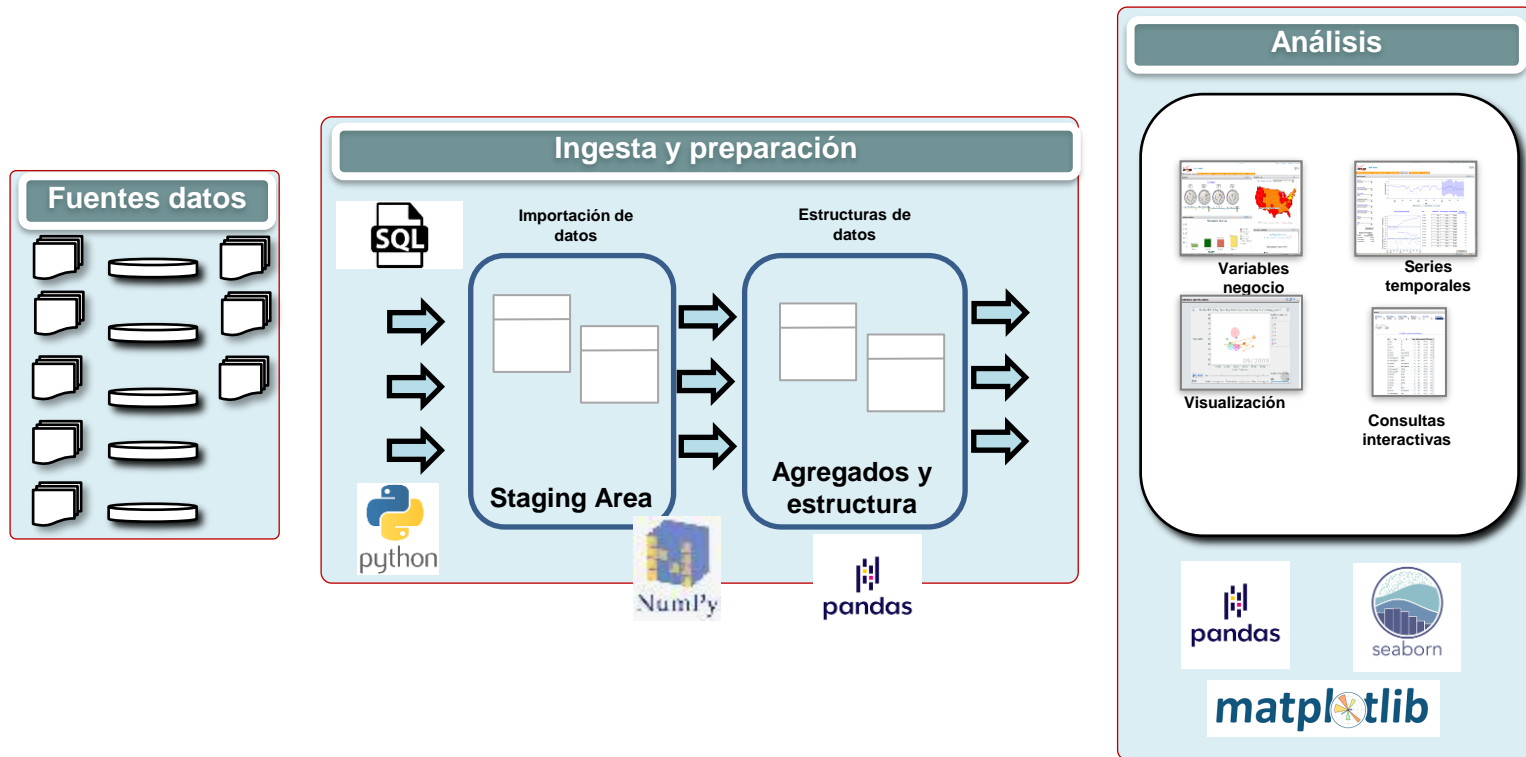 Análisis
Ingesta y preparación
Fuentes datos
SQL
Importación de
datos
Estructuras de
datos
Variables
negocio
Series
temporales
Visualización
Consultas
interactivas
Staging Area
Agregados y
estructura
python
NumPy
pandas
pandas
seaborn
matplotlib